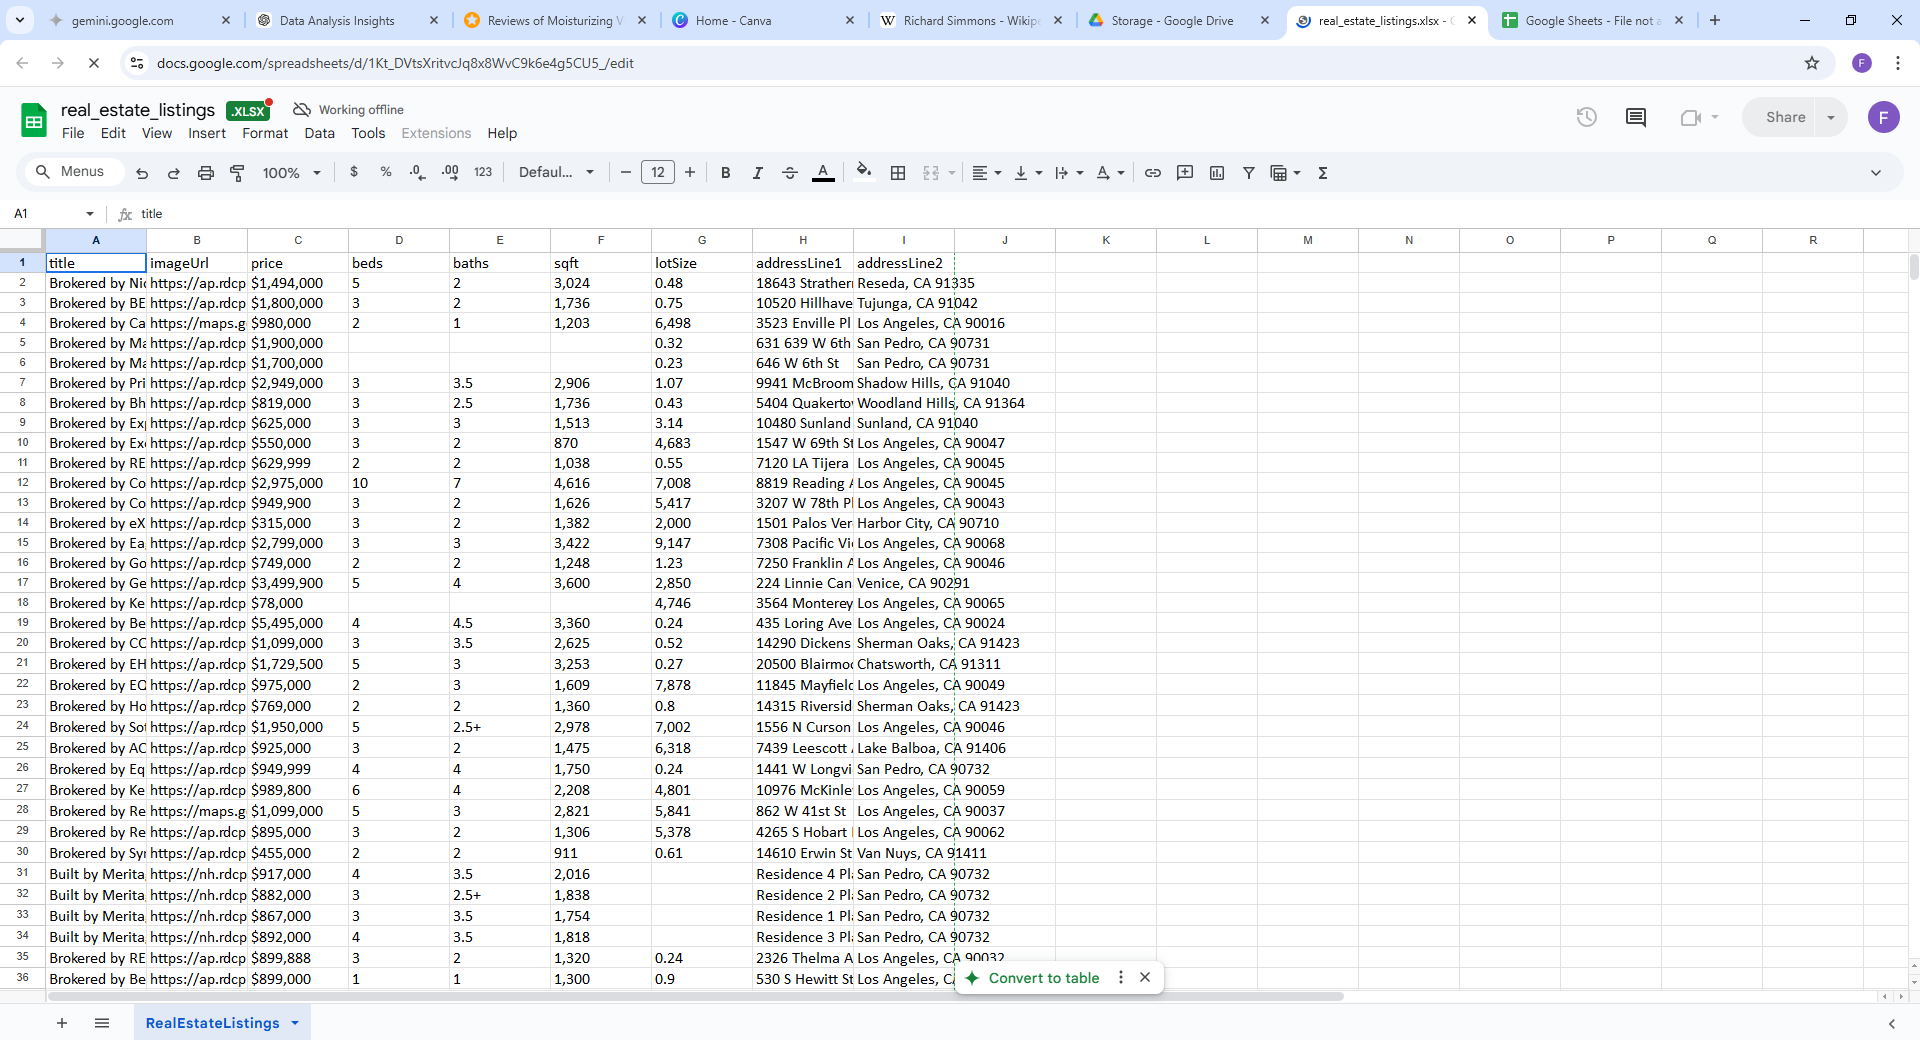 gemini.google.com Data Analysis Insights Reviews of Moisturizing Home - Canva Richard Simmons - Wikipe Storage - Google Drive real_estate_listings.xlsx - Google Sheets - File not
docs.google.com/spreadsheets/d/1Kt_DVtsXritvcJq8x8WvC9k6e4g5CU5_/edit F
real_estate_listings .XLSX Working offline
File Edit View Insert Format Data Tools Extensions Help Share F
Menus 100% $ % .0 .00 123 Defaul... 12 B I A Σ
A1 fx title
A B C D E F G H I J K L M N O P Q R
1 title imageUrl price beds baths sqft lotSize addressLine1 addressLine2
2 Brokered by Nic https://ap.rdcp $1,494,000 5 2 3,024 0.48 18643 Strather Reseda, CA 91335
3 Brokered by BE https://ap.rdcp $1,800,000 3 2 1,736 0.75 10520 Hillhave Tujunga, CA 91042
4 Brokered by Ca https://maps.g $980,000 2 1 1,203 6,498 3523 Enville Pl Los Angeles, CA 90016
5 Brokered by Ma https://ap.rdcp $1,900,000 0.32 631 639 W 6th San Pedro, CA 90731
6 Brokered by Ma https://ap.rdcp $1,700,000 0.23 646 W 6th St San Pedro, CA 90731
7 Brokered by Pri https://ap.rdcp $2,949,000 3 3.5 2,906 1.07 9941 McBroom Shadow Hills, CA 91040
8 Brokered by Bh https://ap.rdcp $819,000 3 2.5 1,736 0.43 5404 Quakerto Woodland Hills, CA 91364
9 Brokered by Exp https://ap.rdcp $625,000 3 3 1,513 3.14 10480 Sunland Sunland, CA 91040
10 Brokered by Exc https://ap.rdcp $550,000 3 2 870 4,683 1547 W 69th St Los Angeles, CA 90047
11 Brokered by RE https://ap.rdcp $629,999 2 2 1,038 0.55 7120 LA Tijera Los Angeles, CA 90045
12 Brokered by Co https://ap.rdcp $2,975,000 10 7 4,616 7,008 8819 Reading A Los Angeles, CA 90045
13 Brokered by Co https://ap.rdcp $949,900 3 2 1,626 5,417 3207 W 78th Pl Los Angeles, CA 90043
14 Brokered by eX https://ap.rdcp $315,000 3 2 1,382 2,000 1501 Palos Ver Harbor City, CA 90710
15 Brokered by Ea https://ap.rdcp $2,799,000 3 3 3,422 9,147 7308 Pacific Vi Los Angeles, CA 90068
16 Brokered by Go https://ap.rdcp $749,000 2 2 1,248 1.23 7250 Franklin A Los Angeles, CA 90046
17 Brokered by Ge https://ap.rdcp $3,499,900 5 4 3,600 2,850 224 Linnie Can Venice, CA 90291
18 Brokered by Ke https://ap.rdcp $78,000 4,746 3564 Monterey Los Angeles, CA 90065
19 Brokered by Be https://ap.rdcp $5,495,000 4 4.5 3,360 0.24 435 Loring Ave Los Angeles, CA 90024
20 Brokered by CC https://ap.rdcp $1,099,000 3 3.5 2,625 0.52 14290 Dickens Sherman Oaks, CA 91423
21 Brokered by EH https://ap.rdcp $1,729,500 5 3 3,253 0.27 20500 Blairmo Chatsworth, CA 91311
22 Brokered by EQ https://ap.rdcp $975,000 2 3 1,609 7,878 11845 Mayfield Los Angeles, CA 90049
23 Brokered by Ho https://ap.rdcp $769,000 2 2 1,360 0.8 14315 Riversid Sherman Oaks, CA 91423
24 Brokered by Sot https://ap.rdcp $1,950,000 5 2.5+ 2,978 7,002 1556 N Curson Los Angeles, CA 90046
25 Brokered by AC https://ap.rdcp $925,000 3 2 1,475 6,318 7439 Leescott Lake Balboa, CA 91406
26 Brokered by Eq https://ap.rdcp $949,999 4 4 1,750 0.24 1441 W Longvi San Pedro, CA 90732
27 Brokered by Ke https://ap.rdcp $989,800 6 4 2,208 4,801 10976 McKinle Los Angeles, CA 90059
28 Brokered by Re https://maps.g $1,099,000 5 3 2,821 5,841 862 W 41st St Los Angeles, CA 90037
29 Brokered by Re https://ap.rdcp $895,000 3 2 1,306 5,378 4265 S Hobart Los Angeles, CA 90062
30 Brokered by Syn https://ap.rdcp $455,000 2 2 911 0.61 14610 Erwin St Van Nuys, CA 91411
31 Built by Merita https://nh.rdcp $917,000 4 3.5 2,016 Residence 4 Pl San Pedro, CA 90732
32 Built by Merita https://nh.rdcp $882,000 3 2.5+ 1,838 Residence 2 Pl San Pedro, CA 90732
33 Built by Merita https://nh.rdcp $867,000 3 3.5 1,754 Residence 1 Pl San Pedro, CA 90732
34 Built by Merita https://nh.rdcp $892,000 4 3.5 1,818 Residence 3 Pl San Pedro, CA 90732
35 Brokered by RE https://ap.rdcp $899,888 3 2 1,320 0.24 2326 Thelma A Los Angeles, CA 90032
36 Brokered by Be https://ap.rdcp $899,000 1 1 1,300 0.9 530 S Hewitt St Los Angeles, C
Convert to table
RealEstateListings